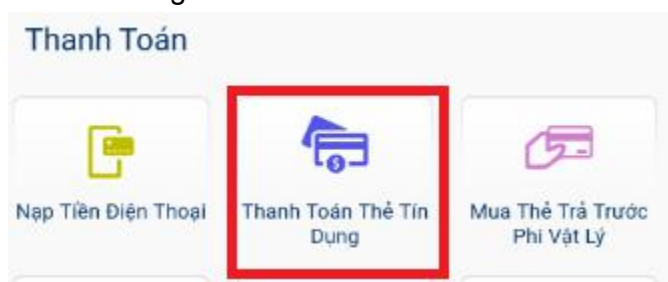 Thanh Toán
Nạp Tiền Điện Thoại
Thanh Toán Thẻ Tín
Dụng
Mua Thẻ Trả Trước
Phi Vật Lý